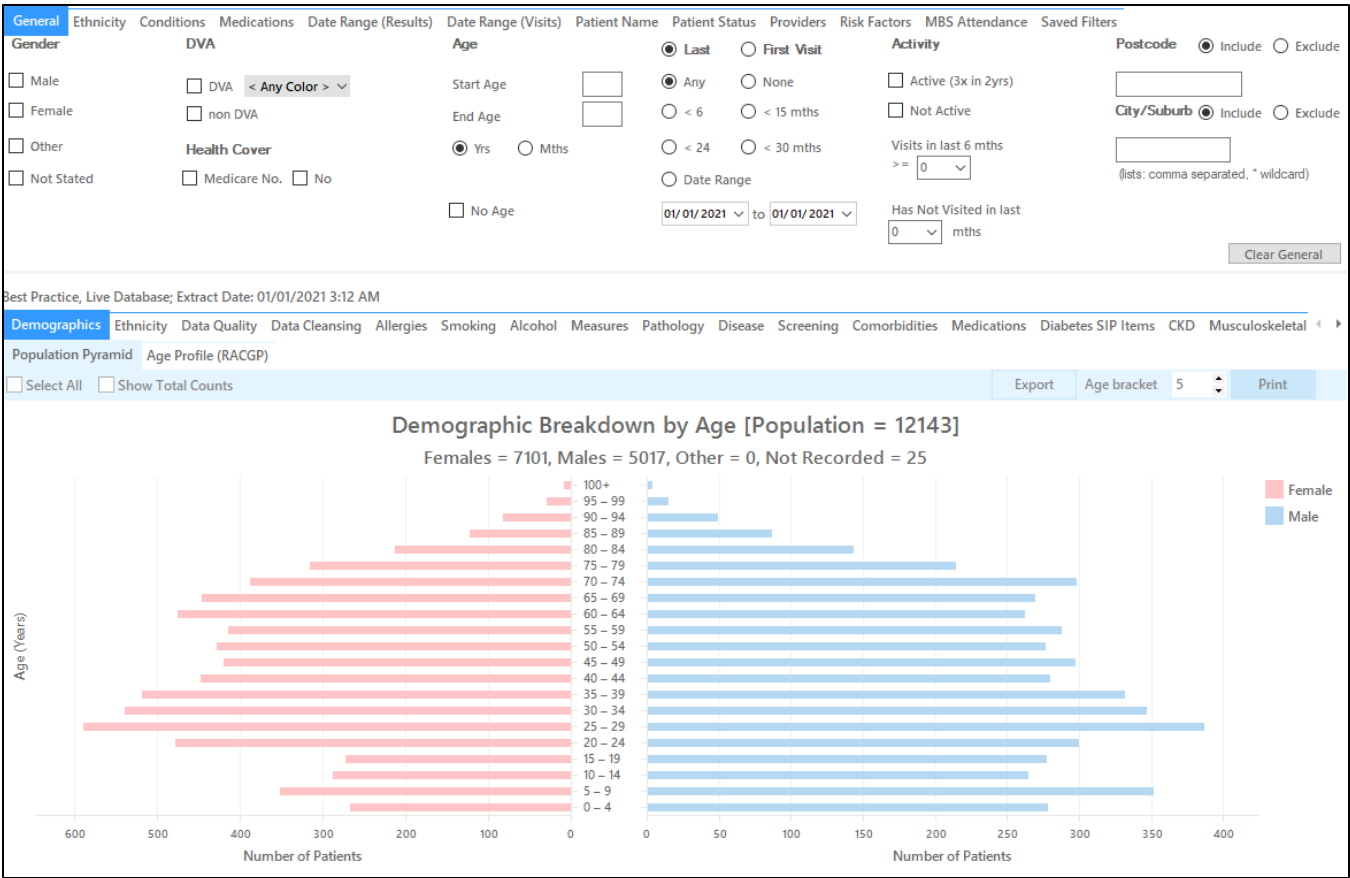 General Ethnicity Conditions Medications Date Range (Results) Date Range (Visits) Patient Name Patient Status Providers Risk Factors MBS Attendance Saved Filters
Gender DVA Age Last First Visit Activity Postcode Include Exclude
Male DVA < Any Color > Start Age Any None Active (3x in 2yrs)
Female non DVA End Age < 6 < 15 mths Not Active City/Suburb Include Exclude
Other Health Cover Yrs Mths < 24 < 30 mths Visits in last 6 mths
>= 0
Not Stated Medicare No. No Date Range (lists: comma separated, * wildcard)
No Age 01/01/2021 to 01/01/2021 Has Not Visited in last
0 mths
Clear General
Best Practice, Live Database; Extract Date: 01/01/2021 3:12 AM
Demographics Ethnicity Data Quality Data Cleansing Allergies Smoking Alcohol Measures Pathology Disease Screening Comorbidities Medications Diabetes SIP Items CKD Musculoskeletal
Population Pyramid Age Profile (RACGP)
Select All Show Total Counts Export Age bracket 5 Print
Demographic Breakdown by Age [Population = 12143]
Females = 7101, Males = 5017, Other = 0, Not Recorded = 25
Female
Male
Age (Years)
100+
95 – 99
90 – 94
85 – 89
80 – 84
75 – 79
70 – 74
65 – 69
60 – 64
55 – 59
50 – 54
45 – 49
40 – 44
35 – 39
30 – 34
25 – 29
20 – 24
15 – 19
10 – 14
5 – 9
0 – 4
600 500 400 300 200 100 0 0 50 100 150 200 250 300 350 400
Number of Patients Number of Patients